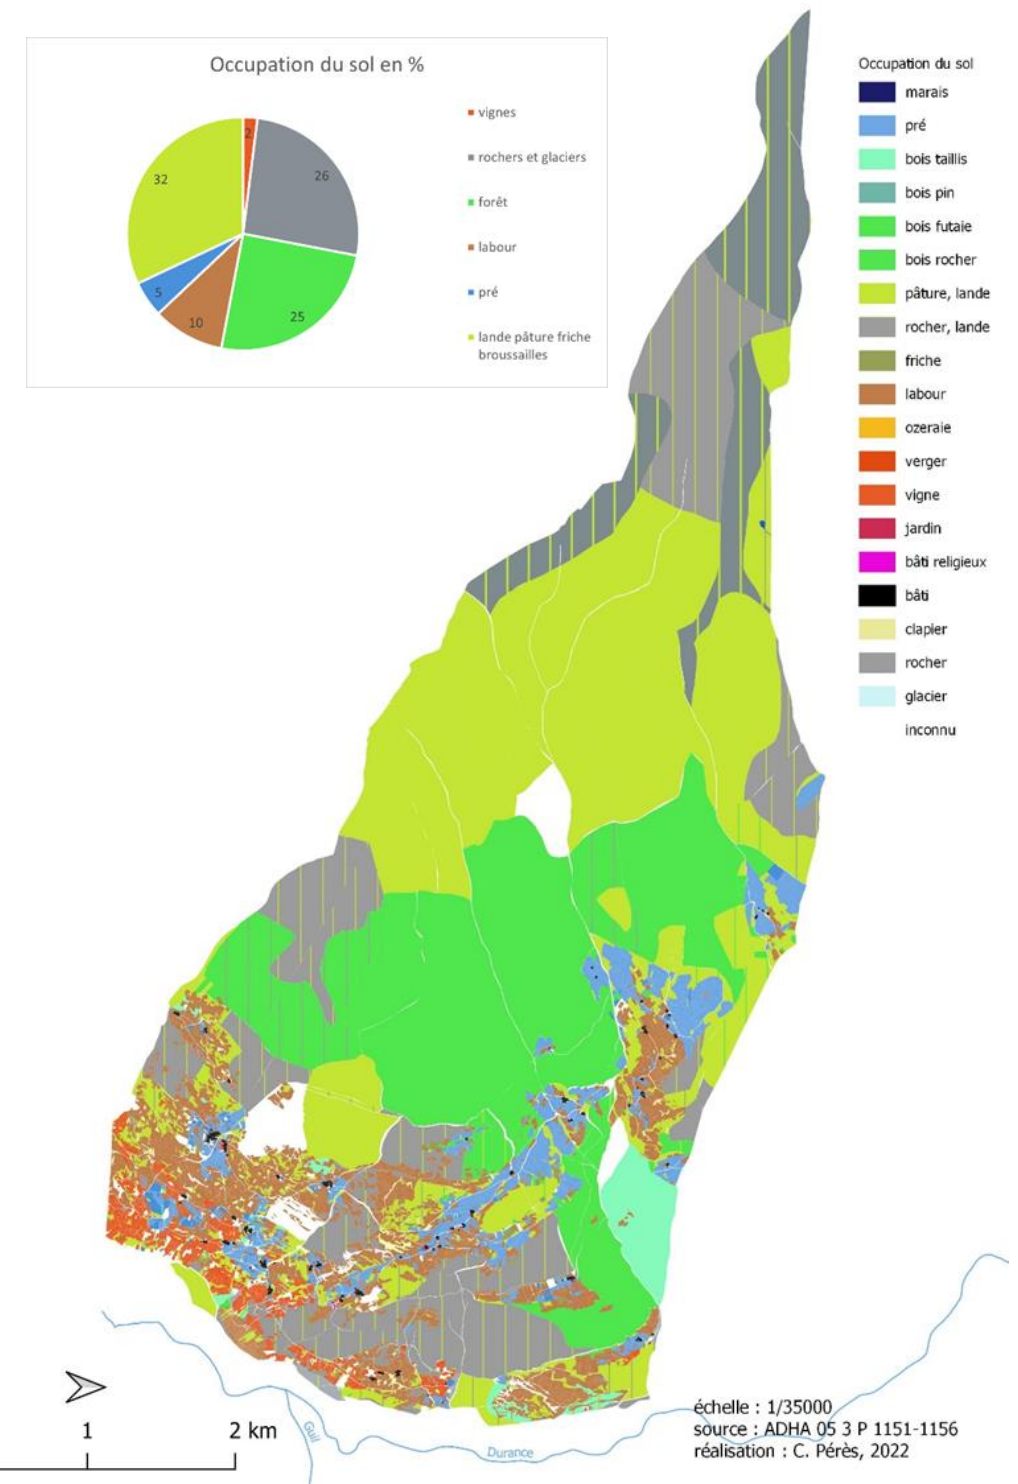 Occupation du sol en %
vignes
rochers et glaciers
forêt
labour
pré
lande pâture friche
broussailles
2
26
25
10
5
32
Occupation du sol
marais
pré
bois taillis
bois pin
bois futaie
bois rocher
pâture, lande
rocher, lande
friche
labour
ozeraie
verger
vigne
jardin
bâti religieux
bâti
clapier
rocher
glacier
inconnu
1
2 km
Guil
Durance
échelle : 1/35000
source : ADHA 05 3 P 1151-1156
réalisation : C. Pérès, 2022